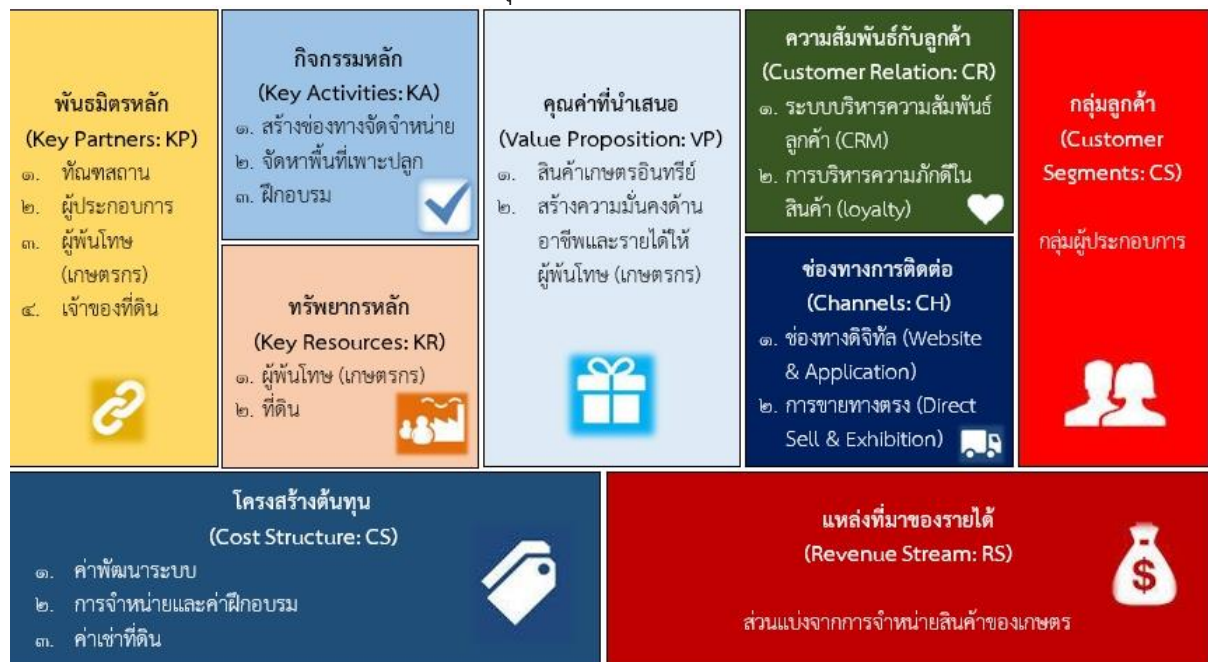 พันธมิตรหลัก
(Key Partners: KP)
๑. ทัณฑสถาน
๒. ผู้ประกอบการ
๓. ผู้พ้นโทษ
(เกษตรกร)
๔. เจ้าของที่ดิน
กิจกรรมหลัก
(Key Activities: KA)
๑. สร้างช่องทางจัดจำหน่าย
๒. จัดหาพื้นที่เพาะปลูก
๓. ฝึกอบรม
ทรัพยากรหลัก
(Key Resources: KR)
๑. ผู้พ้นโทษ (เกษตรกร)
๒. ที่ดิน
คุณค่าที่นำเสนอ
(Value Proposition: VP)
๑. สินค้าเกษตรอินทรีย์
๒. สร้างความมั่นคงด้าน
อาชีพและรายได้ให้
ผู้พ้นโทษ (เกษตรกร)
ความสัมพันธ์กับลูกค้า
(Customer Relation: CR)
๑. ระบบบริหารความสัมพันธ์
ลูกค้า (CRM)
๒. การบริหารความภักดีใน
สินค้า (loyalty)
ช่องทางการติดต่อ
(Channels: CH)
๑. ช่องทางดิจิทัล (Website
& Application)
๒. การขายทางตรง (Direct
Sell & Exhibition)
กลุ่มลูกค้า
(Customer
Segments: CS)
กลุ่มผู้ประกอบการ
โครงสร้างต้นทุน
(Cost Structure: CS)
๑. ค่าพัฒนาระบบ
๒. การจำหน่ายและค่าฝึกอบรม
๓. ค่าเช่าที่ดิน
แหล่งที่มาของรายได้
(Revenue Stream: RS)
ส่วนแบ่งจากการจำหน่ายสินค้าของเกษตร
$